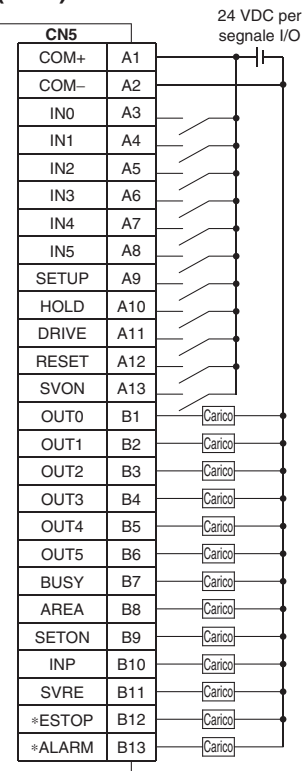 24 VDC per
segnale I/O
CN5
COM+ A1
COM− A2
IN0 A3
IN1 A4
IN2 A5
IN3 A6
IN4 A7
IN5 A8
SETUP A9
HOLD A10
DRIVE A11
RESET A12
SVON A13
OUT0 B1 Carico
OUT1 B2 Carico
OUT2 B3 Carico
OUT3 B4 Carico
OUT4 B5 Carico
OUT5 B6 Carico
BUSY B7 Carico
AREA B8 Carico
SETON B9 Carico
INP B10 Carico
SVRE B11 Carico
∗ESTOP B12 Carico
∗ALARM B13 Carico